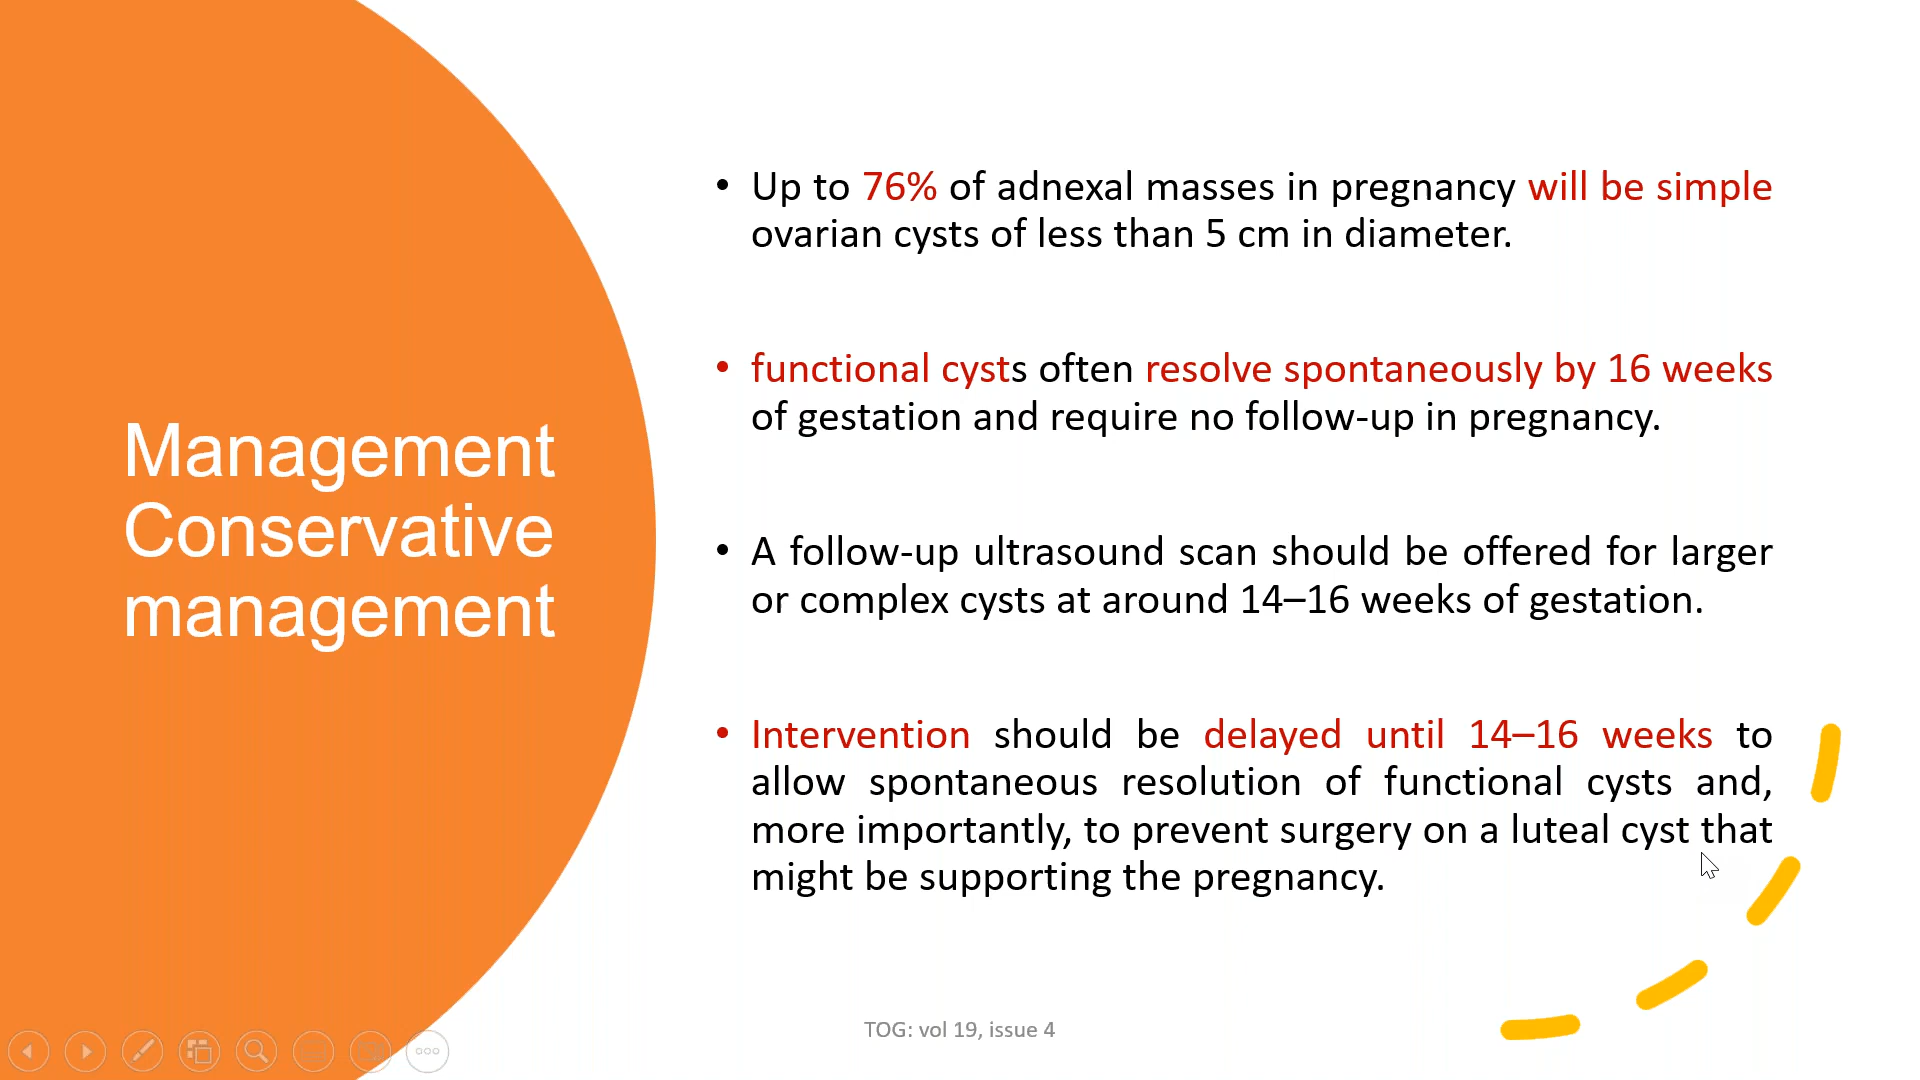 Management
Conservative
management
• Up to 76% of adnexal masses in pregnancy will be simple
ovarian cysts of less than 5 cm in diameter.
• functional cysts often resolve spontaneously by 16 weeks
of gestation and require no follow-up in pregnancy.
• A follow-up ultrasound scan should be offered for larger
or complex cysts at around 14–16 weeks of gestation.
• Intervention should be delayed until 14–16 weeks to
allow spontaneous resolution of functional cysts and,
more importantly, to prevent surgery on a luteal cyst that
might be supporting the pregnancy.
TOG: vol 19, issue 4